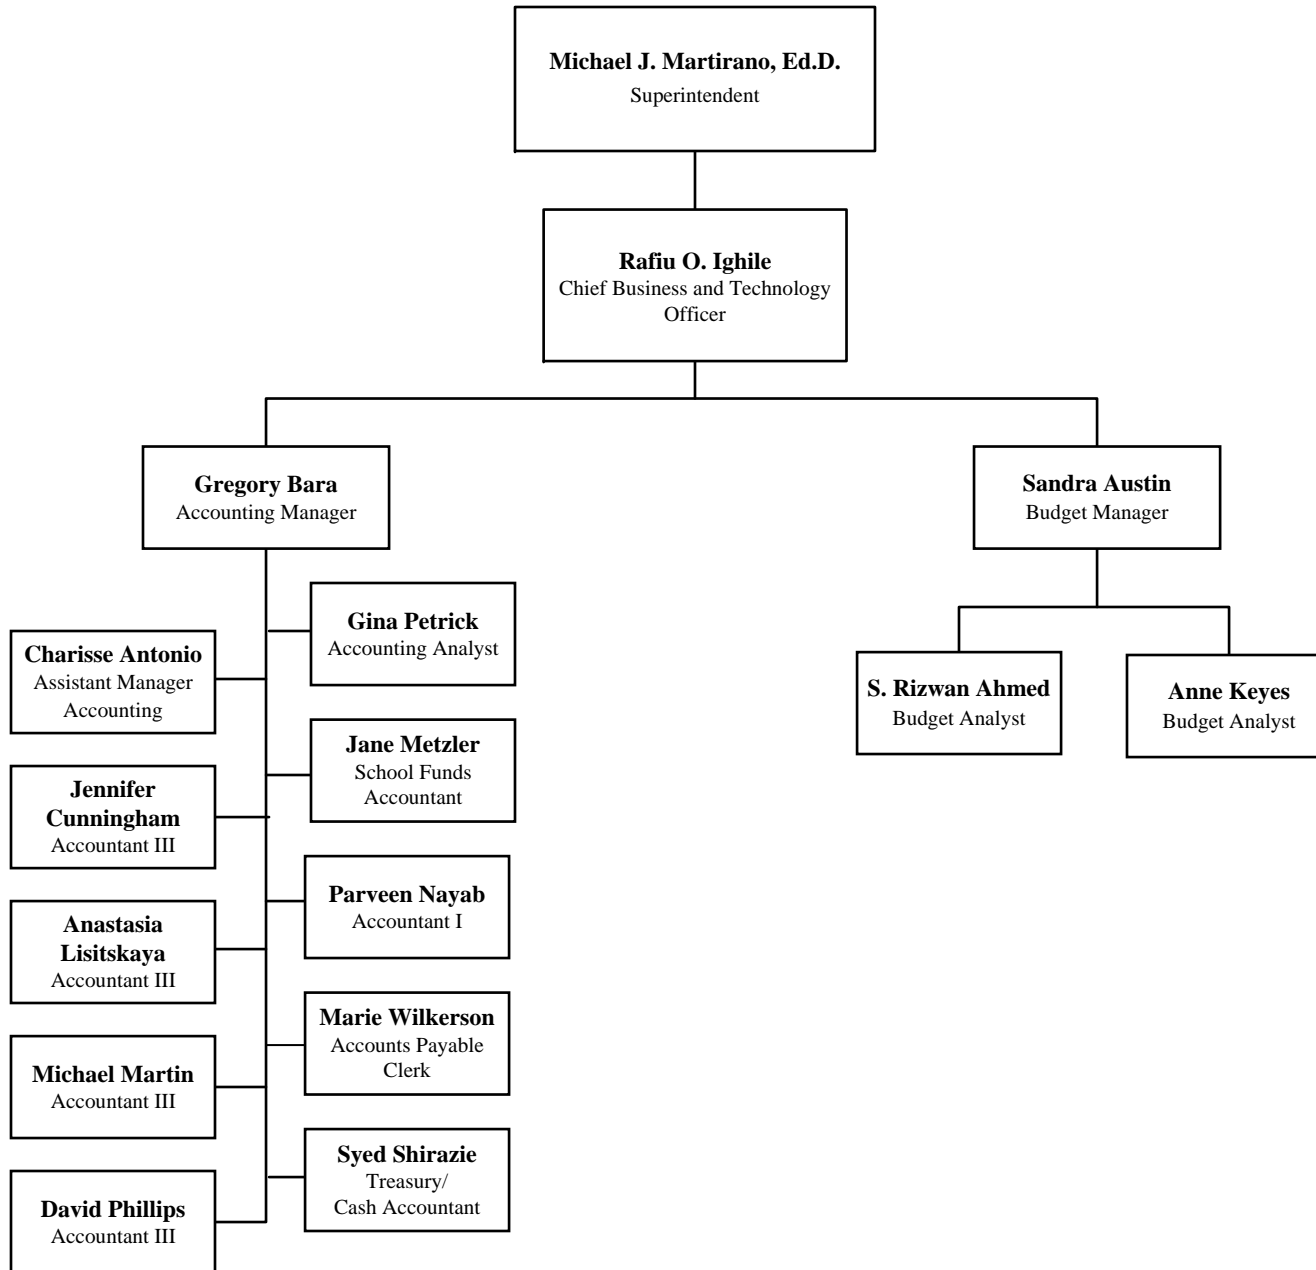 Michael J. Martirano, Ed.D.
Superintendent
Rafiu O. Ighile
Chief Business and Technology
Officer
Gregory Bara
Accounting Manager
Sandra Austin
Budget Manager
Charisse Antonio
Assistant Manager
Accounting
Jennifer
Cunningham
Accountant III
Anastasia
Lisitskaya
Accountant III
Michael Martin
Accountant III
David Phillips
Accountant III
Gina Petrick
Accounting Analyst
Jane Metzler
School Funds
Accountant
Parveen Nayab
Accountant I
Marie Wilkerson
Accounts Payable
Clerk
Syed Shirazie
Treasury/
Cash Accountant
S. Rizwan Ahmed
Budget Analyst
Anne Keyes
Budget Analyst